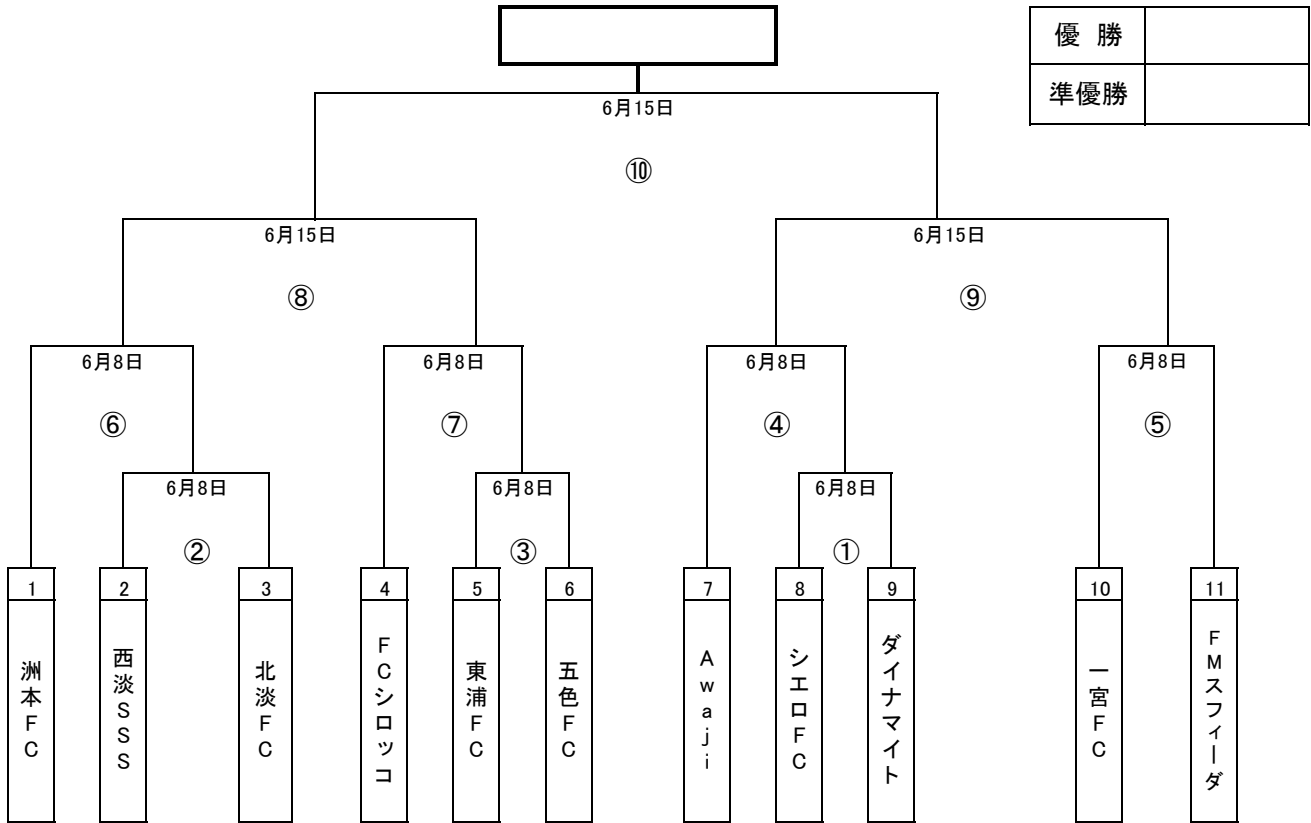 優 勝
準優勝
6月15日
⑩
6月15日
6月15日
⑧
⑨
6月8日
6月8日
6月8日
6月8日
⑥
⑦
④
⑤
6月8日
6月8日
6月8日
②
③
①
1
2
3
4
5
6
7
8
9
10
11
洲本FC
西淡SSS
北淡FC
FCシロッコ
東浦FC
五色FC
Awaji
シエロFC
ダイナマイト
一宮FC
FMスフィーダ